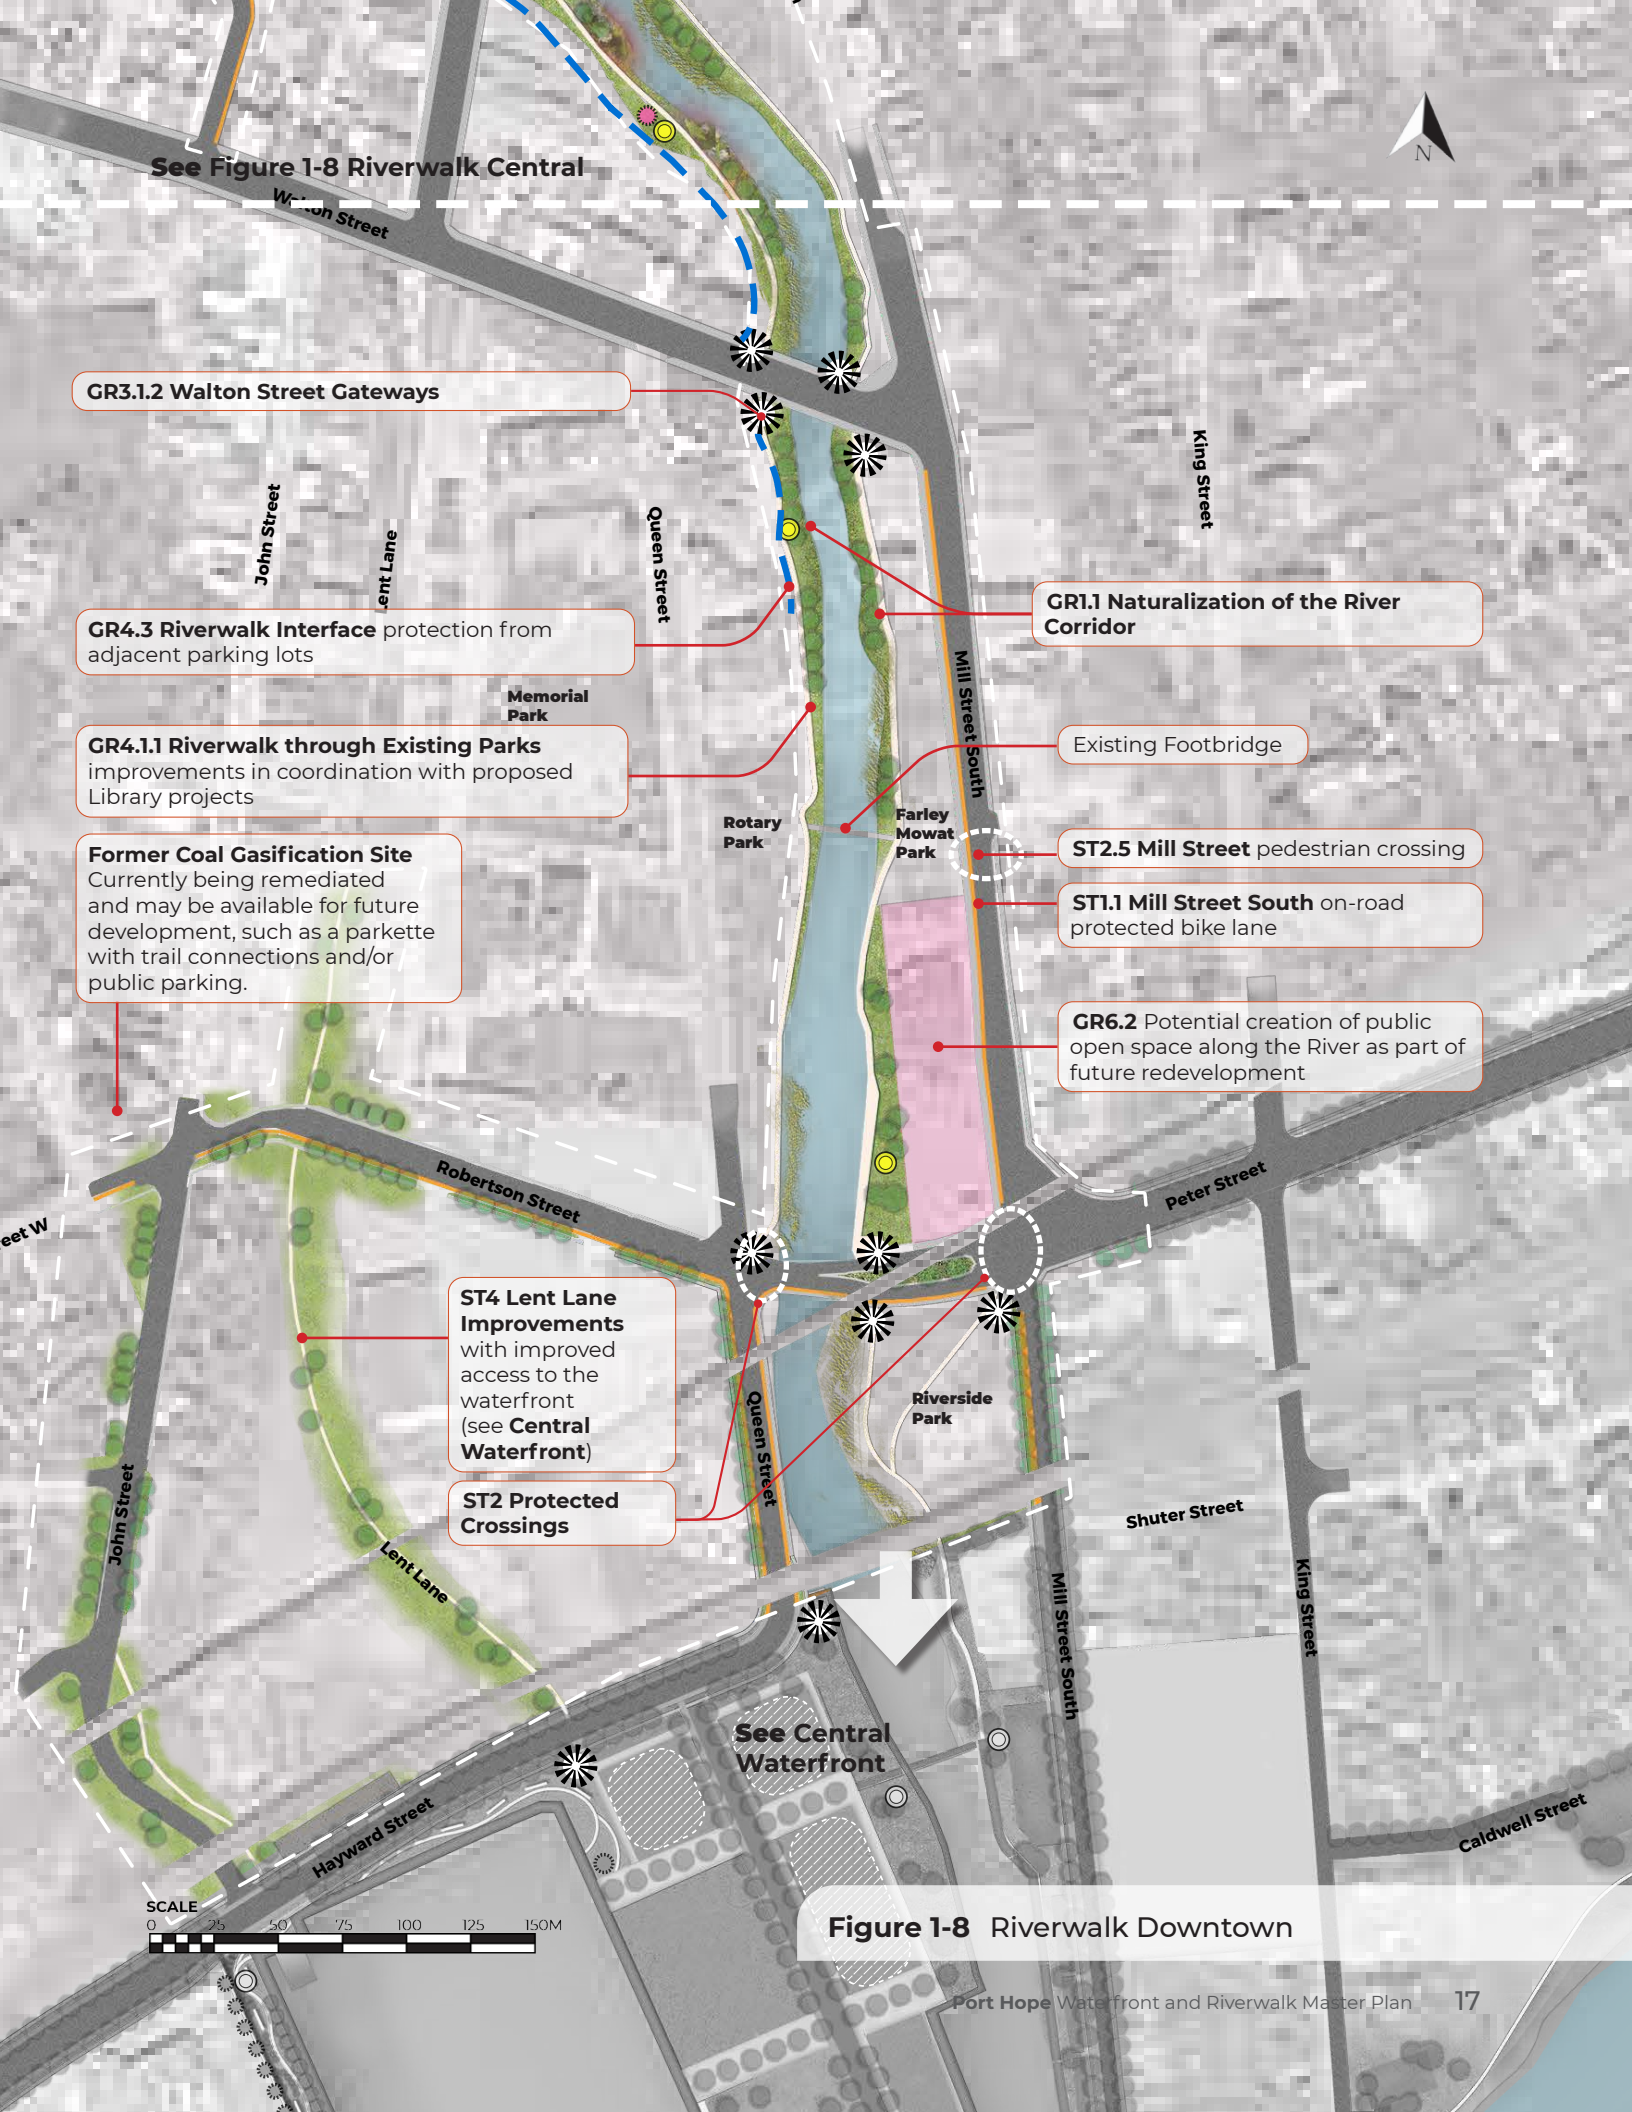 See Figure 1-8 Riverwalk Central
Walton Street
N
GR3.1.2 Walton Street Gateways
King Street
John Street
Lent Lane
Queen Street
GR1.1 Naturalization of the River
Corridor
GR4.3 Riverwalk Interface protection from
adjacent parking lots
Mill Street South
Memorial
Park
GR4.1.1 Riverwalk through Existing Parks
improvements in coordination with proposed
Library projects
Existing Footbridge
Rotary
Park
Farley
Mowat
Park
ST2.5 Mill Street pedestrian crossing
Former Coal Gasification Site
Currently being remediated
and may be available for future
development, such as a parkette
with trail connections and/or
public parking.
ST1.1 Mill Street South on-road
protected bike lane
GR6.2 Potential creation of public
open space along the River as part of
future redevelopment
Robertson Street
Peter Street
eet W
ST4 Lent Lane
Improvements
with improved
access to the
waterfront
(see Central
Waterfront)
Queen Street
Riverside
Park
ST2 Protected
Crossings
John Street
Shuter Street
Lent Lane
Mill Street South
King Street
See Central
Waterfront
Hayward Street
Caldwell Street
SCALE
0 25 50 75 100 125 150M
Figure 1-8 Riverwalk Downtown
Port Hope Waterfront and Riverwalk Master Plan 17